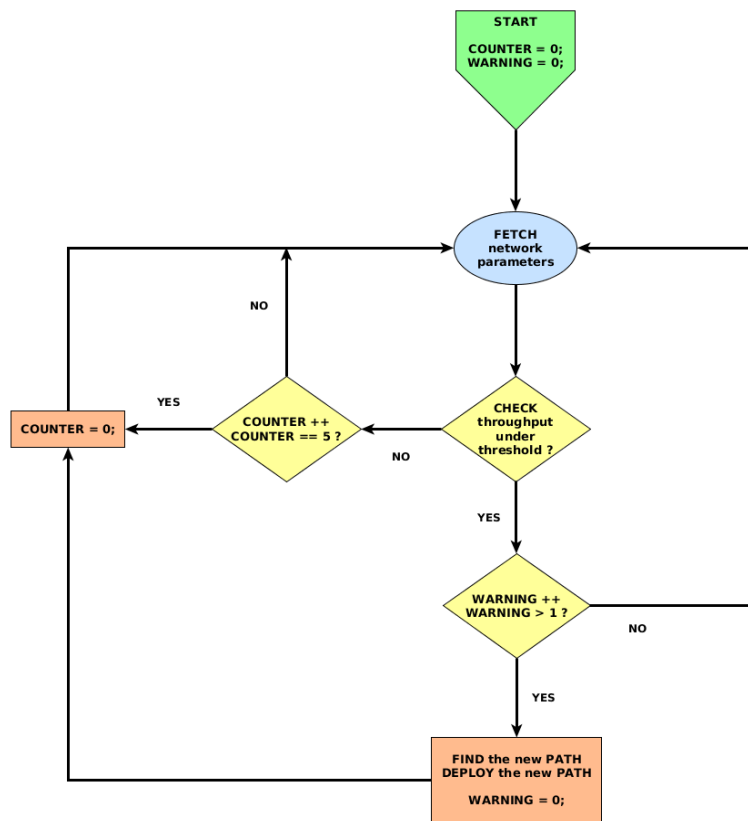 START
COUNTER = 0;
WARNING = 0;
FETCH
network
parameters
NO
YES
COUNTER = 0;
COUNTER ++
COUNTER == 5 ?
NO
CHECK
throughput
under
threshold ?
YES
WARNING ++
WARNING > 1 ?
NO
YES
FIND the new PATH
DEPLOY the new PATH
WARNING = 0;